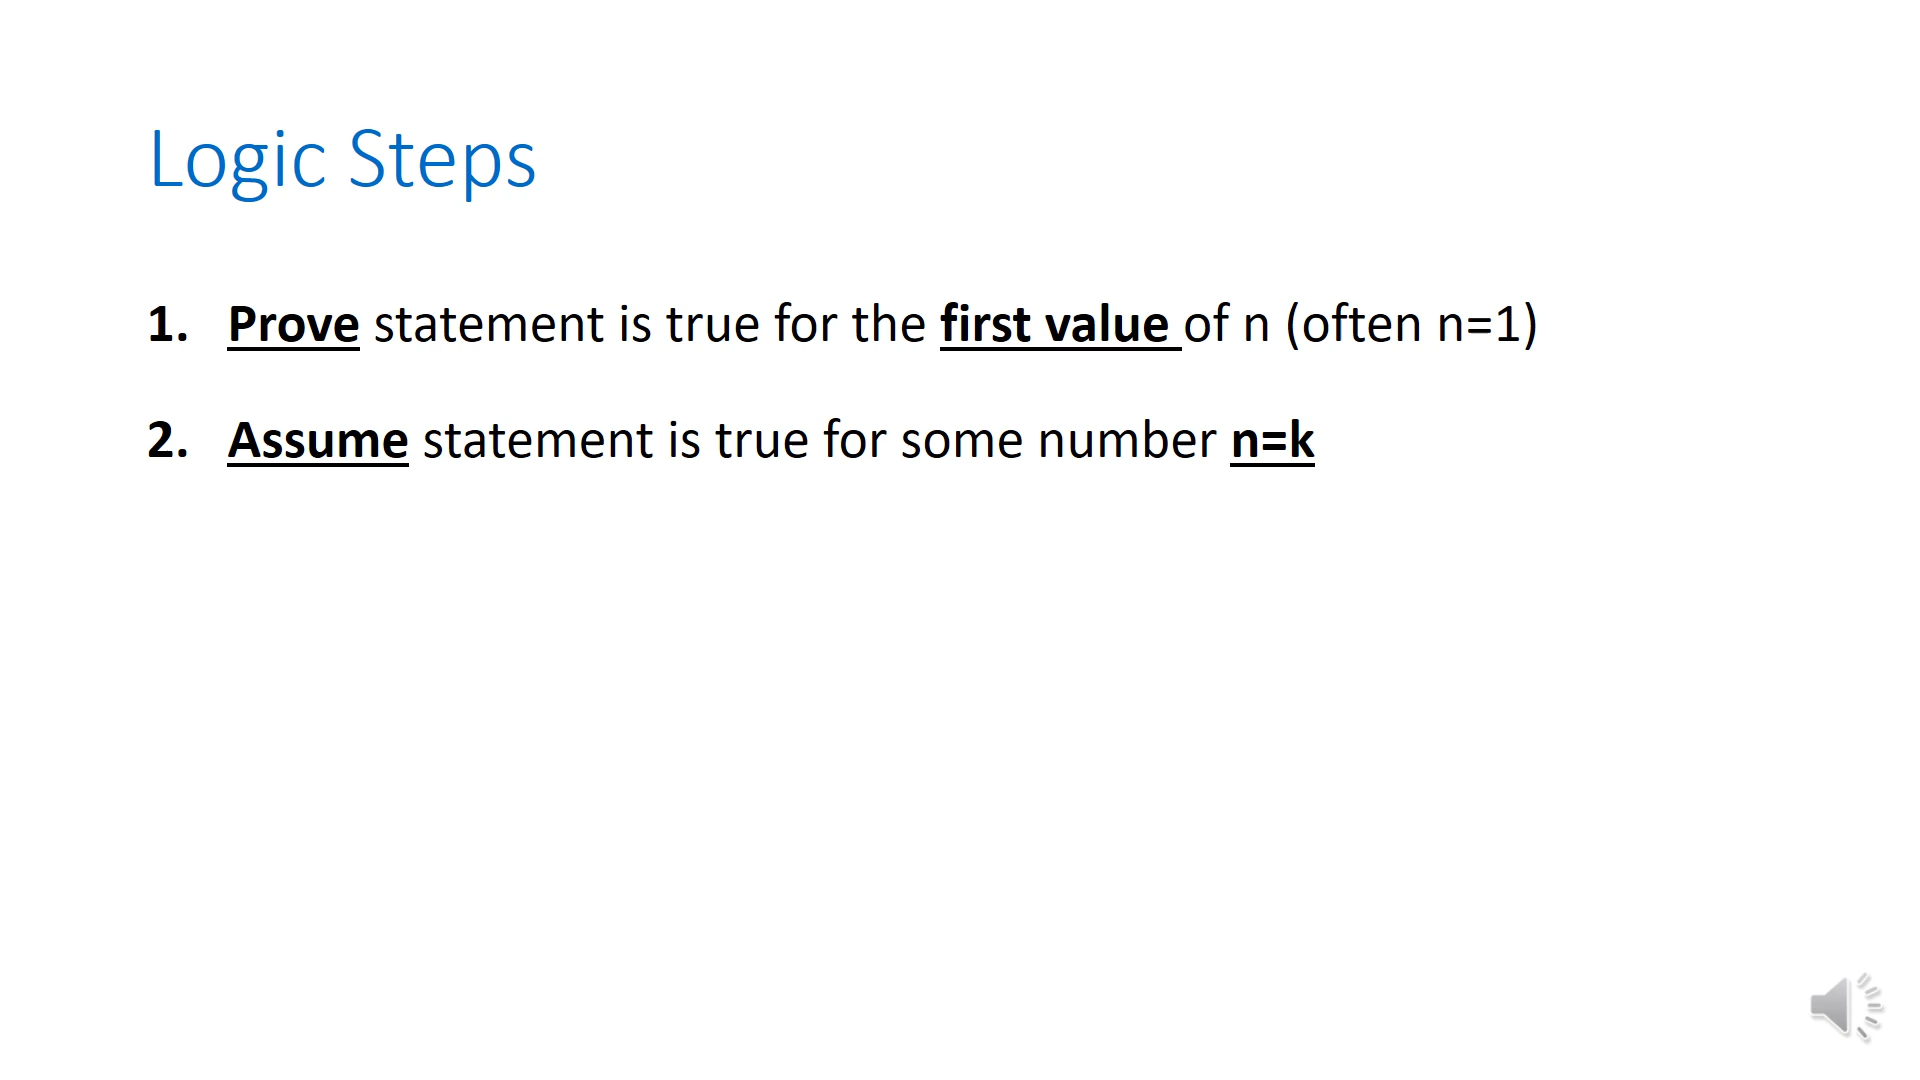 Logic Steps
1. Prove statement is true for the first value of n (often n=1)
2. Assume statement is true for some number n=k